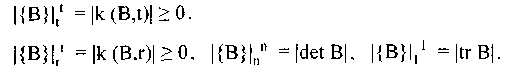 |{B}|ₜᵗ = |k (B,t)| ≥ 0.
|{B}|ᵣʳ = |k (B,r)| ≥ 0, |{B}|ₙⁿ = |det B|, |{B}|₁¹ = |tr B|.